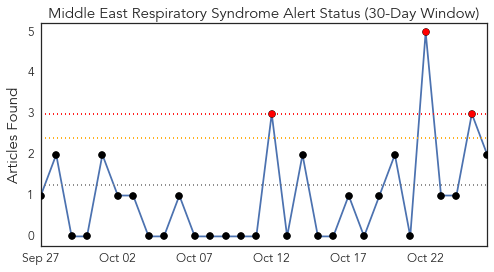 Middle East Respiratory Syndrome Alert Status (30-Day Window)
Articles Found
5
4
3
2
1
0
Sep 27 Oct 02 Oct 07 Oct 12 Oct 17 Oct 22